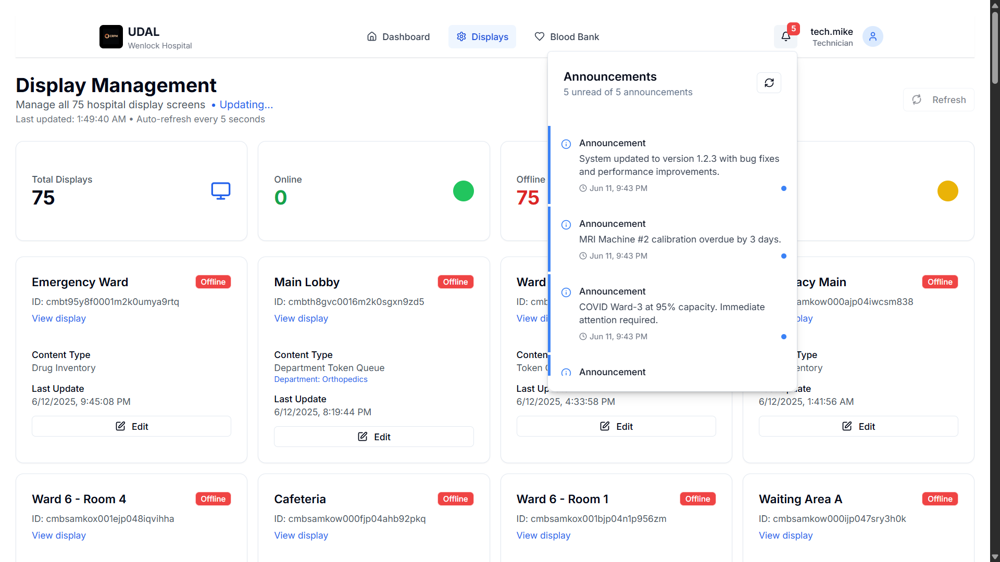 CRPM
UDAL
Wenlock Hospital
Dashboard
Displays
Blood Bank
5
tech.mike
Technician
Display Management
Manage all 75 hospital display screens • Updating...
Last updated: 1:49:40 AM • Auto-refresh every 5 seconds
Refresh
Announcements
5 unread of 5 announcements
Announcement
System updated to version 1.2.3 with bug fixes
and performance improvements.
Jun 11, 9:43 PM
Announcement
MRI Machine #2 calibration overdue by 3 days.
Jun 11, 9:43 PM
Announcement
COVID Ward-3 at 95% capacity. Immediate
attention required.
Jun 11, 9:43 PM
Announcement
Total Displays
75
Online
0
Offline
75
Emergency Ward
Offline
ID: cmbt95y8f0001m2k0umya9rtq
View display
Content Type
Drug Inventory
Last Update
6/12/2025, 9:45:08 PM
Edit
Main Lobby
Offline
ID: cmbth8gvc0016m2k0sgxn9zd5
View display
Content Type
Department Token Queue
Department: Orthopedics
Last Update
6/12/2025, 8:19:44 PM
Edit
Ward
ID: cmb
View di
Conten
Token
Last Up
6/12/2025, 4:33:58 PM
Edit
acy Main
Offline
amkow000ajp04iwcsm838
play
Type
entory
ate
6/12/2025, 1:41:56 AM
Edit
Ward 6 - Room 4
Offline
ID: cmbsamkox001ejp048iqvihha
View display
Cafeteria
Offline
ID: cmbsamkow000fjp04ahb92pkq
View display
Ward 6 - Room 1
Offline
ID: cmbsamkox001bjp04n1p956zm
View display
Waiting Area A
Offline
ID: cmbsamkow000ijp047sry3h0k
View display